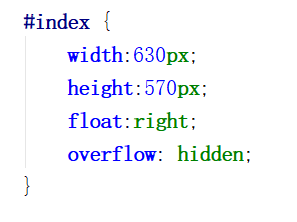 #index {
    width:630px;
    height:570px;
    float:right;
    overflow: hidden;
}